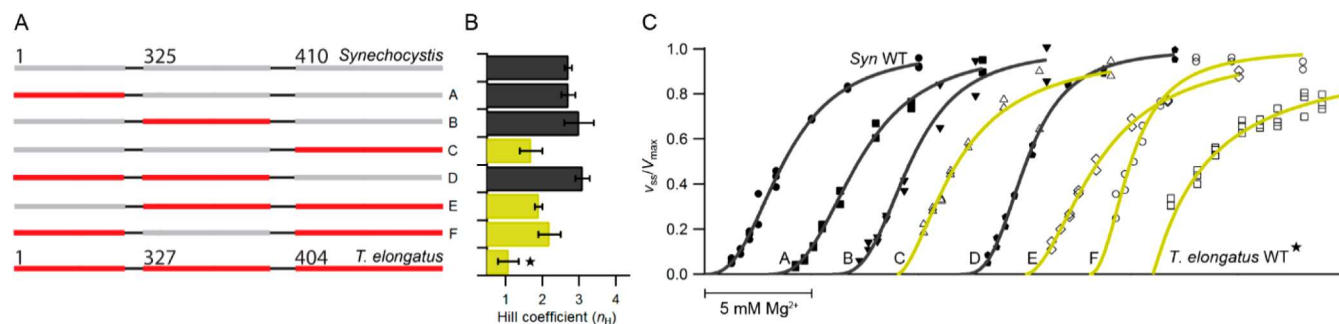 A
1 325 410 Synechocystis
A
B
C
D
E
F
1 327 404 T. elongatus
B
★
1 2 3 4
Hill coefficient (nH)
C
1.0
0.8
0.6
0.4
0.2
0.0
vss/Vmax
Syn WT
A B C D E F T. elongatus WT★
5 mM Mg²⁺